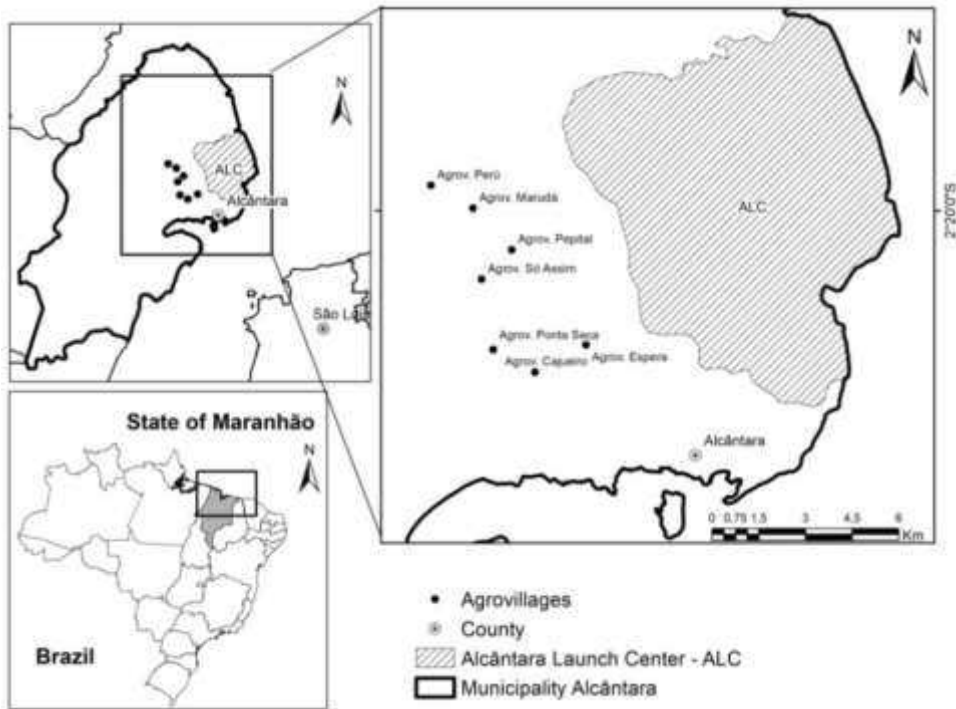 N
ALC
Alcântara
São Luí
State of Maranhão
N
Brazil
N
Agrov. Perú
Agrov. Marudá
Agrov. Pepital
Agrov. Só Assim
Agrov. Ponta Seca
Agrov. Cajueiro
Agrov. Espera
ALC
Alcântara
2°20'0"S
0 0,75 1,5 3 4,5 6
Km
Agrovillages
County
Alcântara Launch Center - ALC
Municipality Alcântara